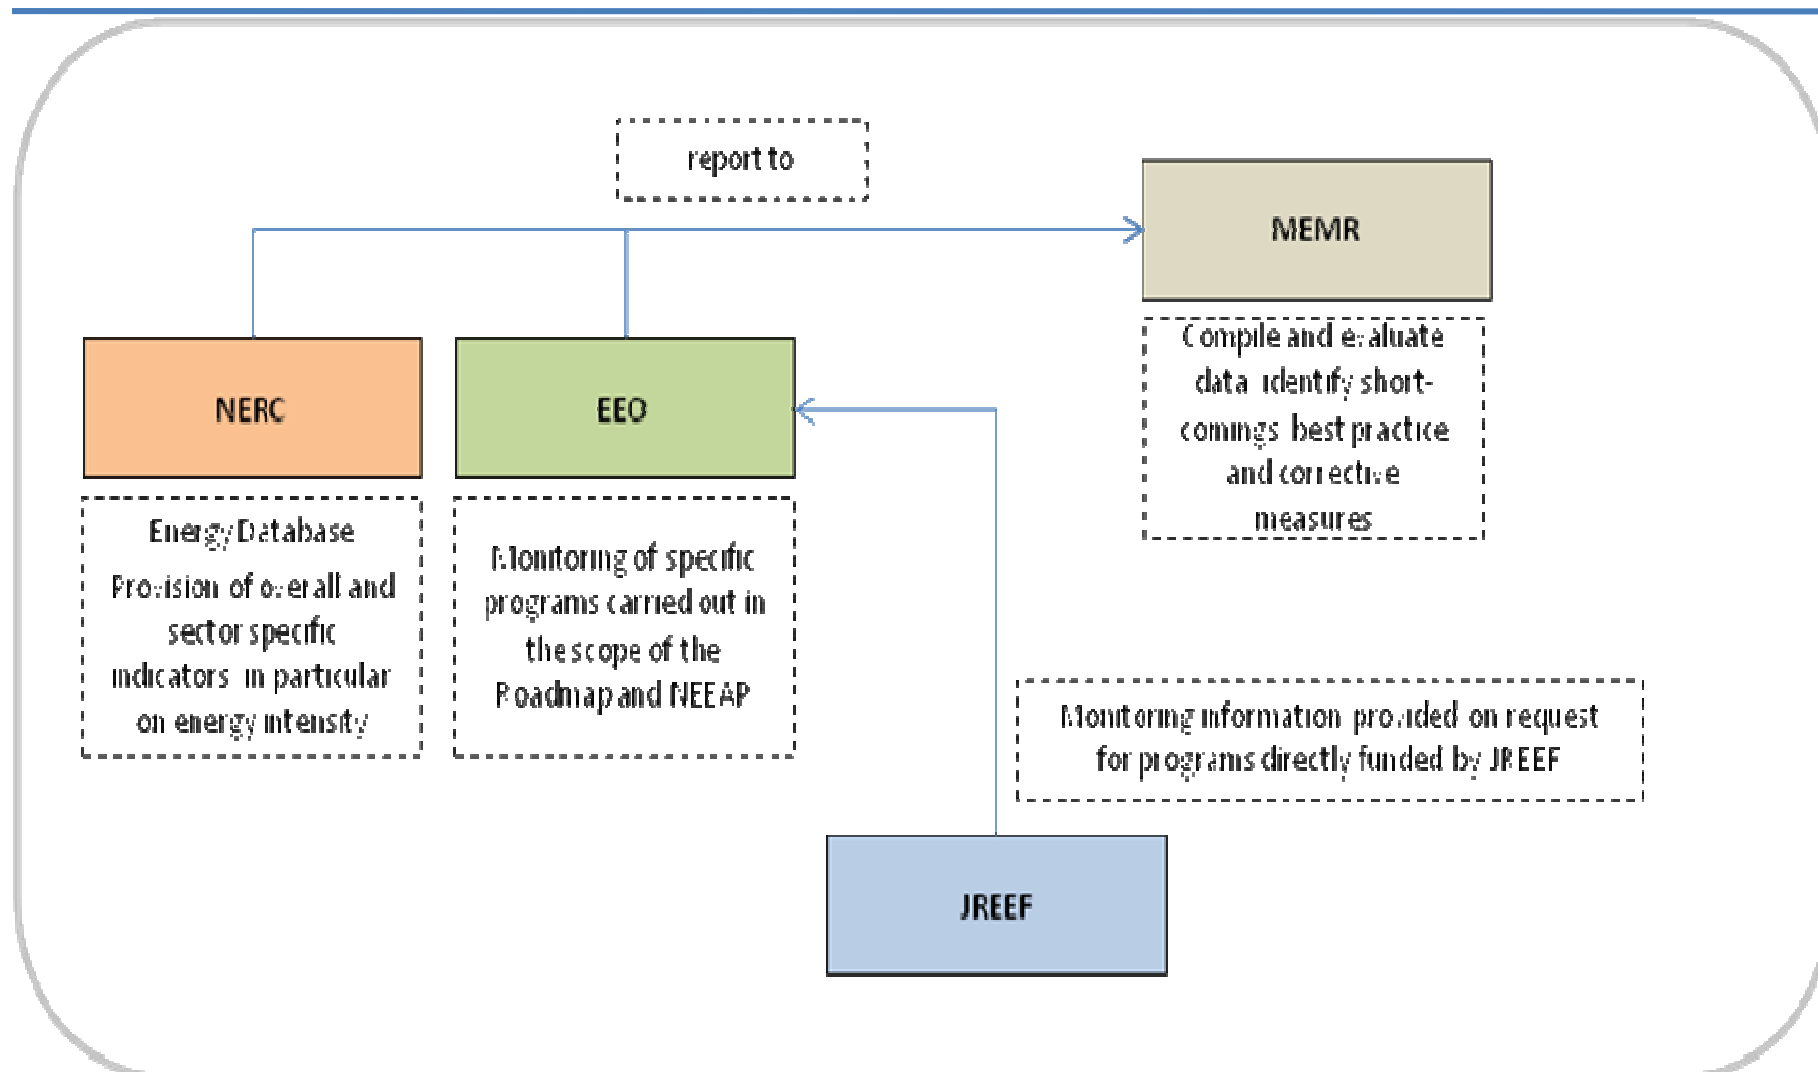 report to
MEMR
NERC
EEO
Compile and evaluate
data identify short-
comings best practice
and corrective
measures
Energy Database
Provision of overall and
sector specific
indicators in particular
on energy intensity
Monitoring of specific
programs carried out in
the scope of the
Roadmap and NEEAP
Monitoring information provided on request
for programs directly funded by JREEF
JREEF